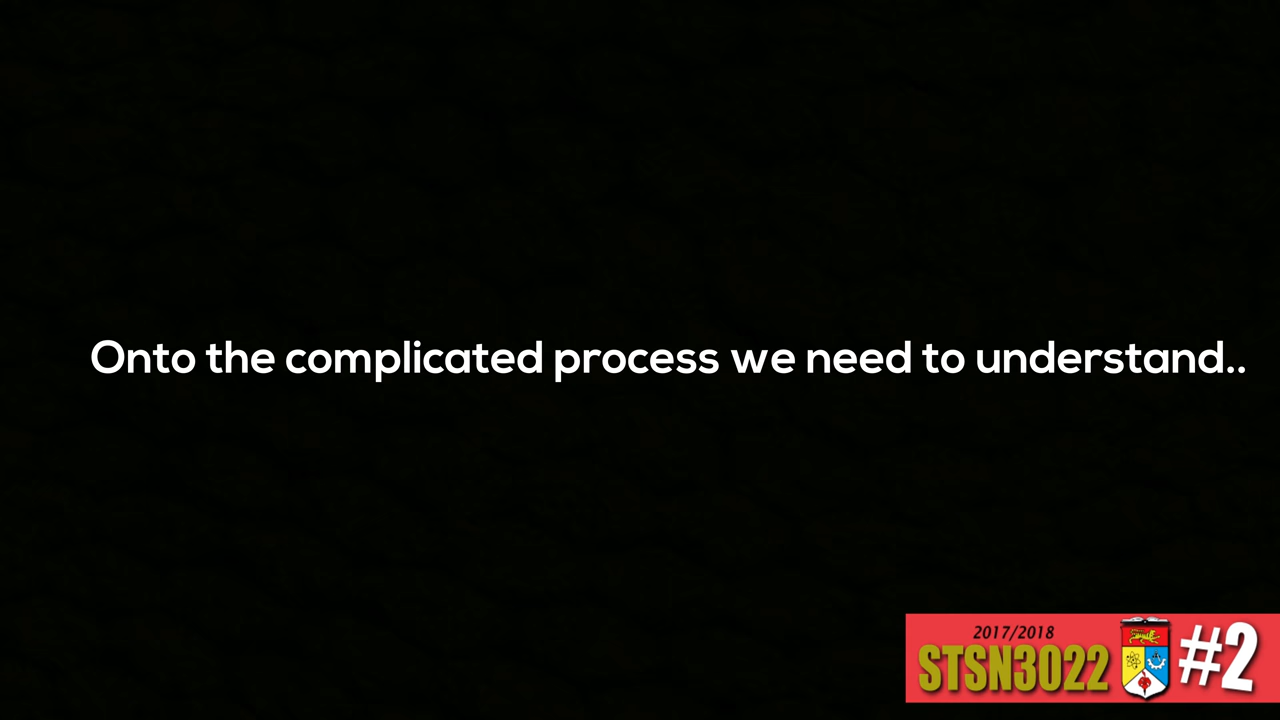 Onto the complicated process we need to understand..
2017/2018
STSN3022
#2